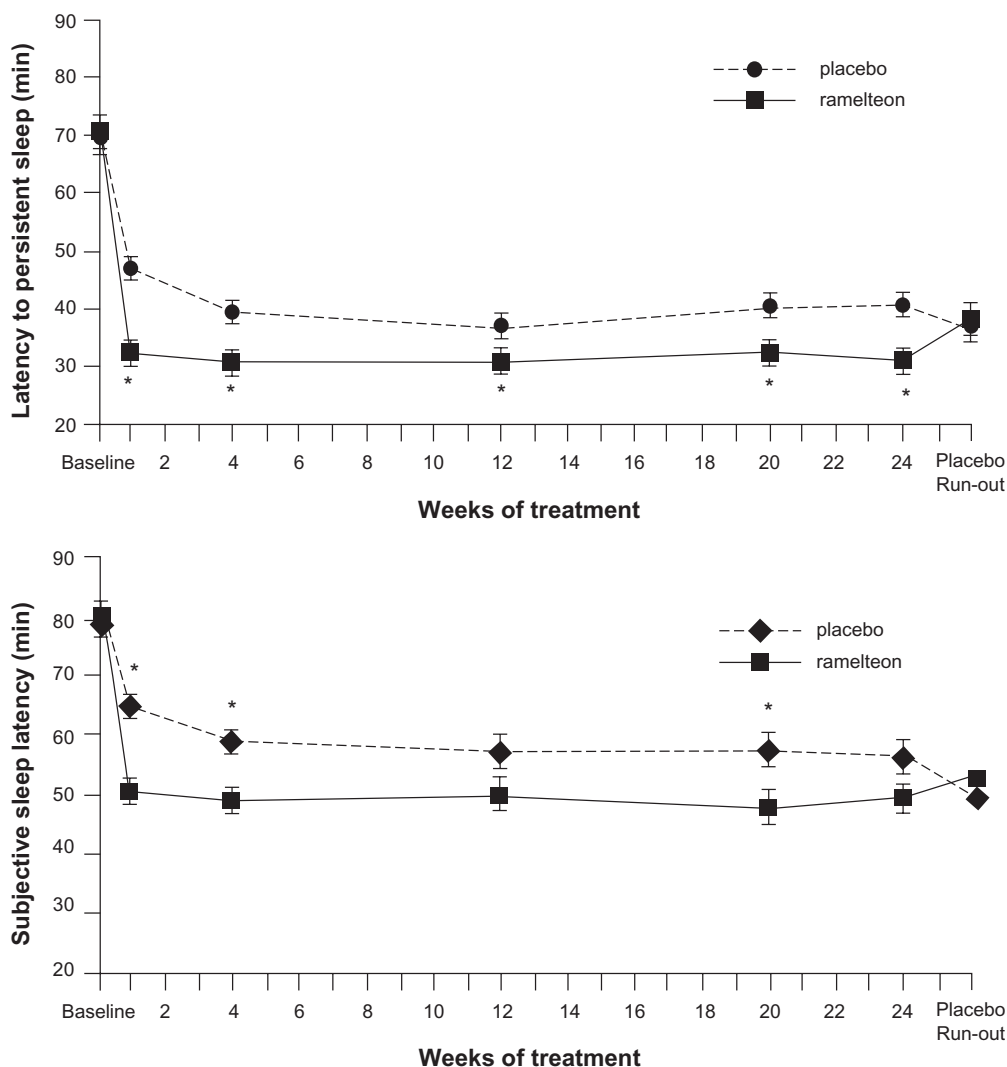 90
80
70
60
50
40
30
20
Latency to persistent sleep (min)
placebo
ramelteon
* * * * *
Baseline 2 4 6 8 10 12 14 16 18 20 22 24 Placebo
Run-out
Weeks of treatment
90
80
70
60
50
40
30
20
Subjective sleep latency (min)
placebo
ramelteon
* * *
Baseline 2 4 6 8 10 12 14 16 18 20 22 24 Placebo
Run-out
Weeks of treatment